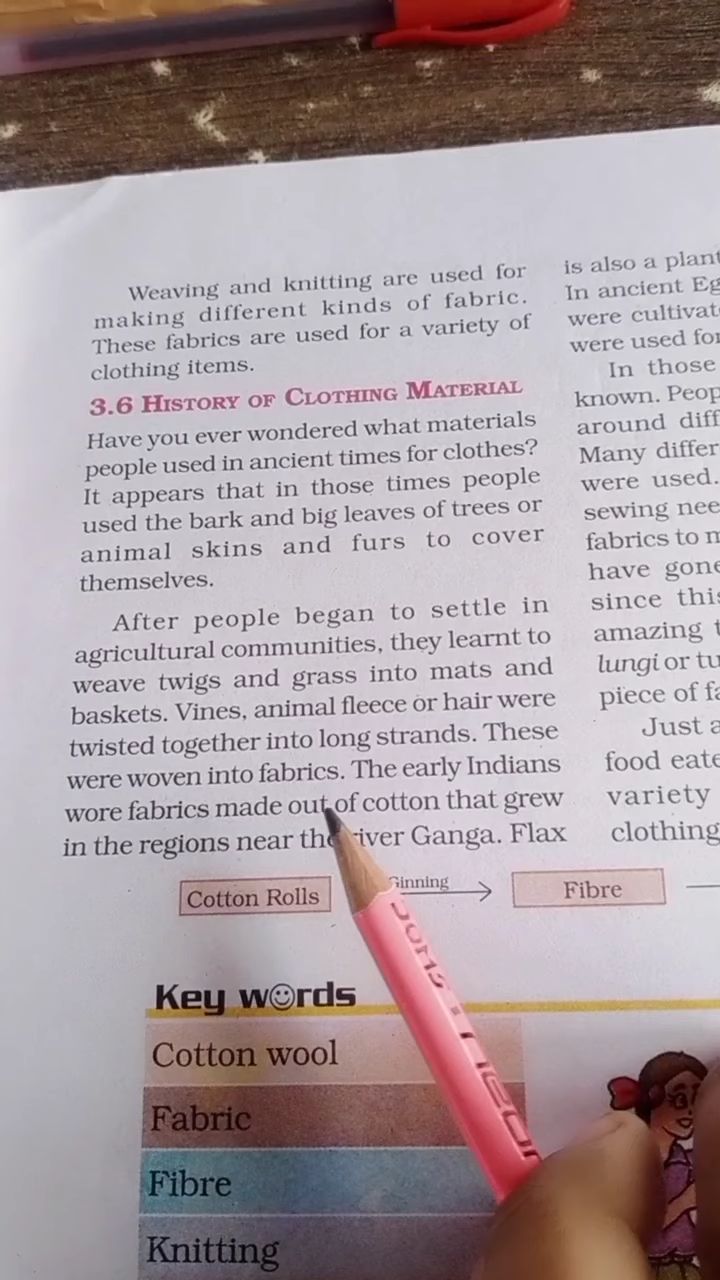 Weaving and knitting are used for
making different kinds of fabric.
These fabrics are used for a variety of
clothing items.
3.6 HISTORY OF CLOTHING MATERIAL
Have you ever wondered what materials
people used in ancient times for clothes?
It appears that in those times people
used the bark and big leaves of trees or
animal skins and furs to cover
themselves.
After people began to settle in
agricultural communities, they learnt to
weave twigs and grass into mats and
baskets. Vines, animal fleece or hair were
twisted together into long strands. These
were woven into fabrics. The early Indians
wore fabrics made out of cotton that grew
in the regions near the river Ganga. Flax
is also a plant
In ancient Eg
were cultivat
were used for
In those
known. Peop
around diff
Many differ
were used.
sewing nee
fabrics to m
have gone
since this
amazing t
lungi or tu
piece of fa
Just a
food eate
variety
clothing
Cotton Rolls
Ginning
Fibre
Key words
Cotton wool
Fabric
Fibre
Knitting
DOMS neon